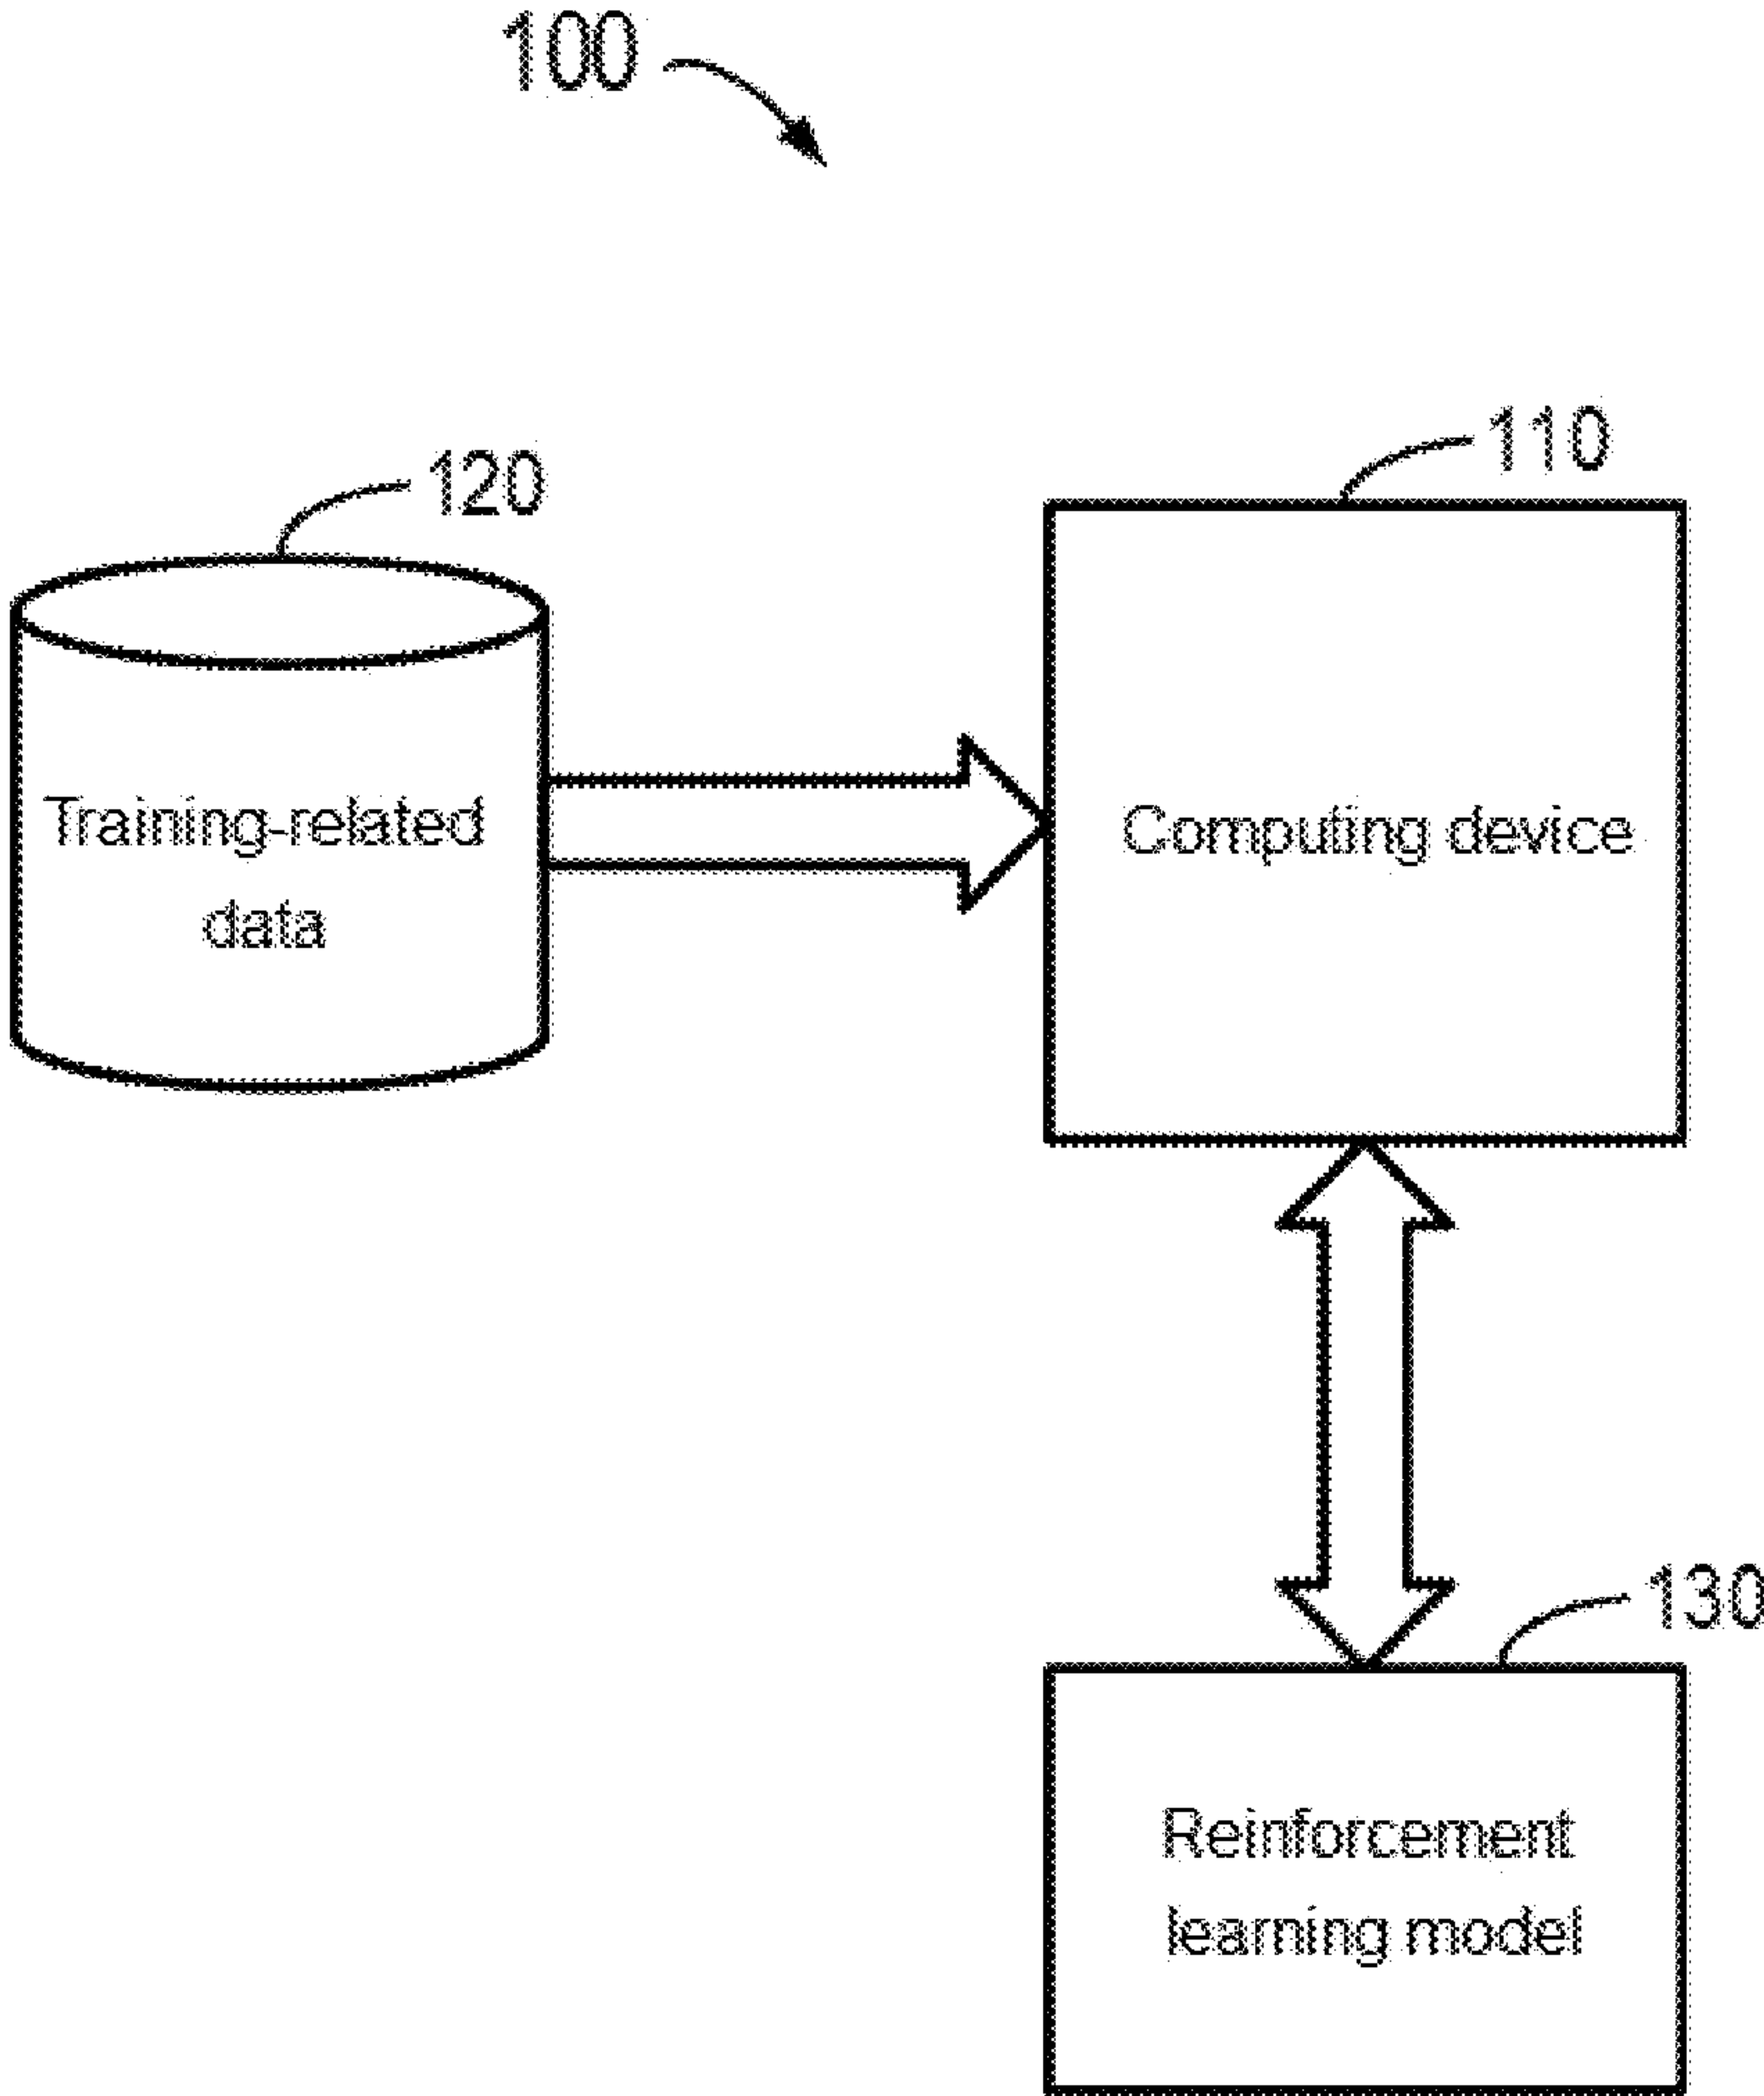 100
110
120
Training-related
data
Computing device
130
Reinforcement
learning model